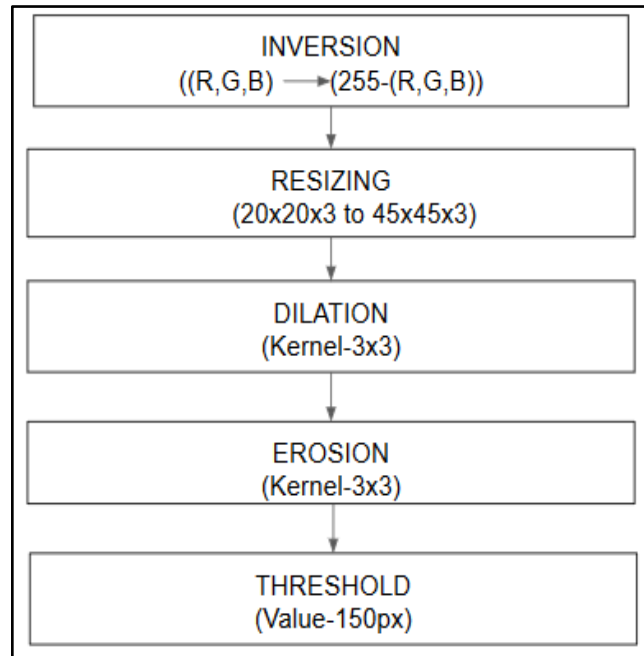 INVERSION
((R,G,B) ⟶(255-(R,G,B))
RESIZING
(20x20x3 to 45x45x3)
DILATION
(Kernel-3x3)
EROSION
(Kernel-3x3)
THRESHOLD
(Value-150px)